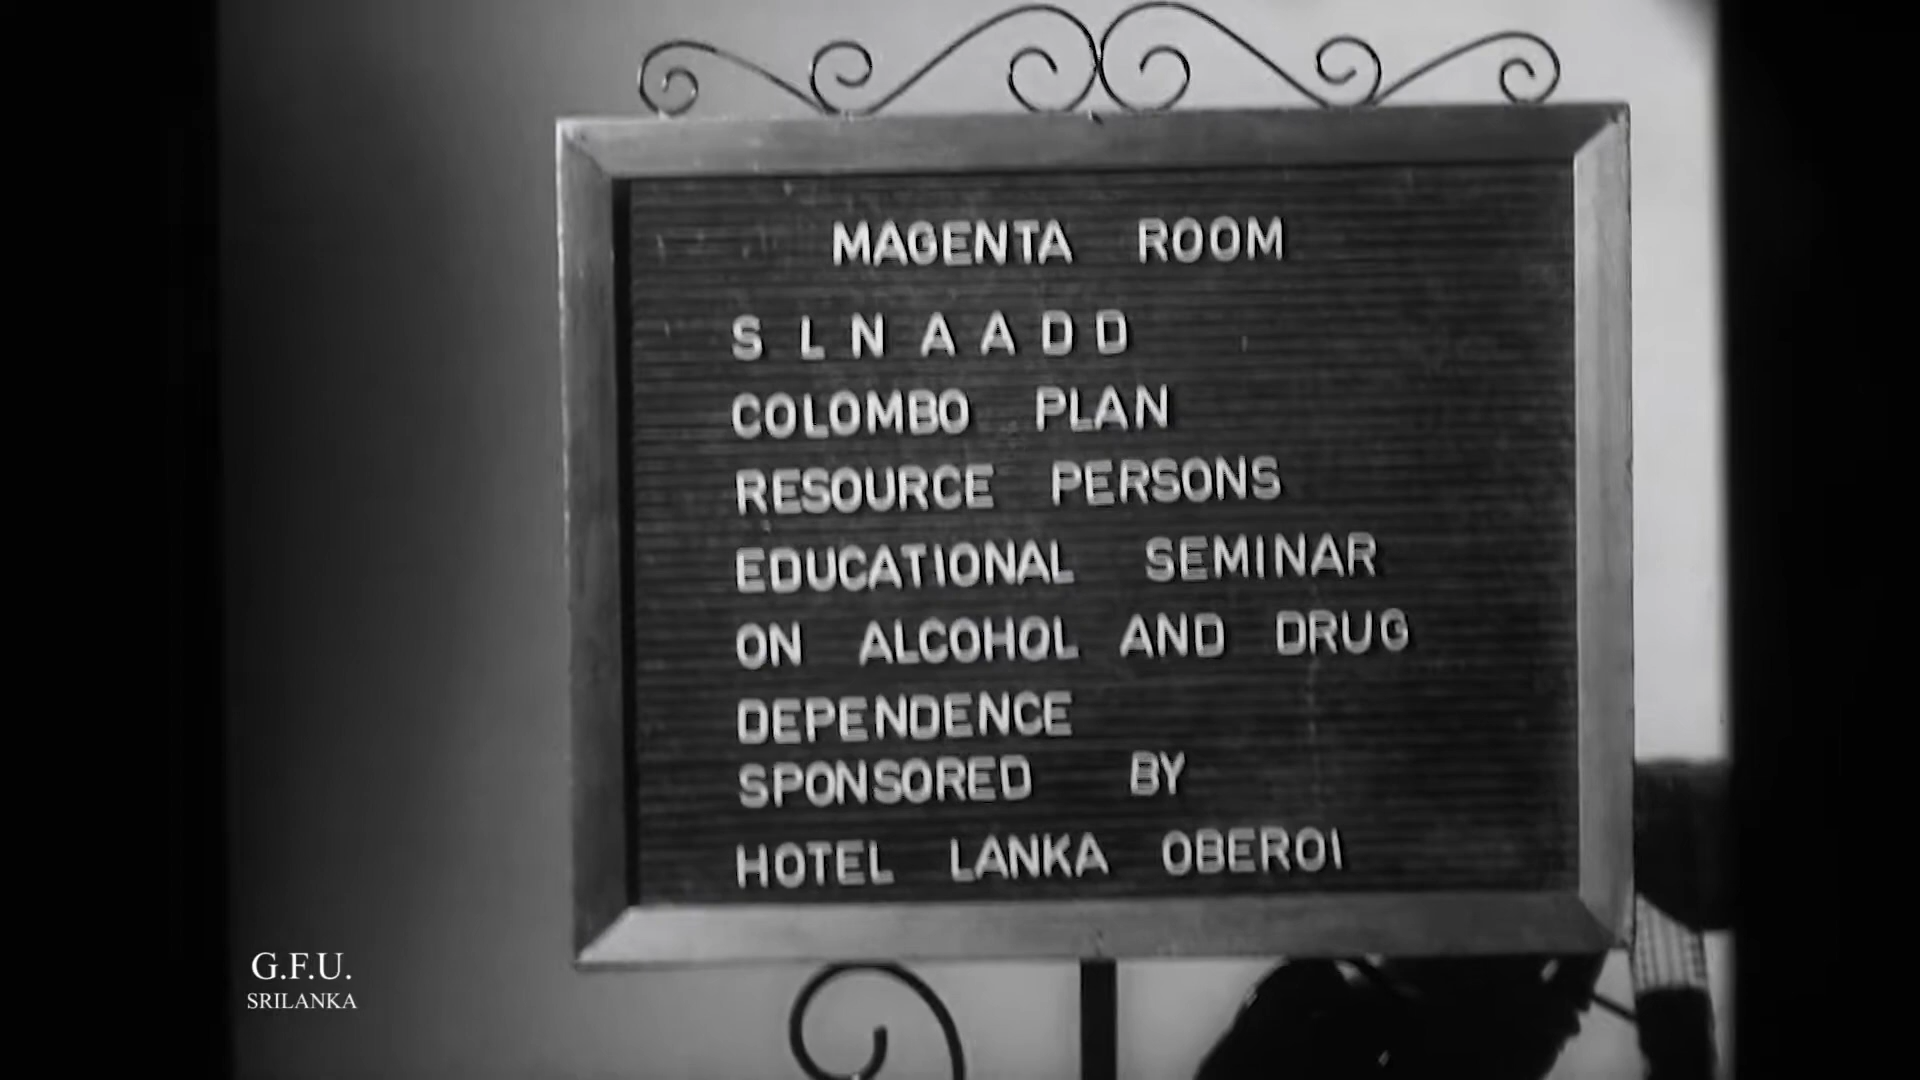 MAGENTA ROOM
S L N A A D D
COLOMBO PLAN
RESOURCE PERSONS
EDUCATIONAL SEMINAR
ON ALCOHOL AND DRUG
DEPENDENCE
SPONSORED BY
HOTEL LANKA OBEROI
G.F.U.
SRILANKA